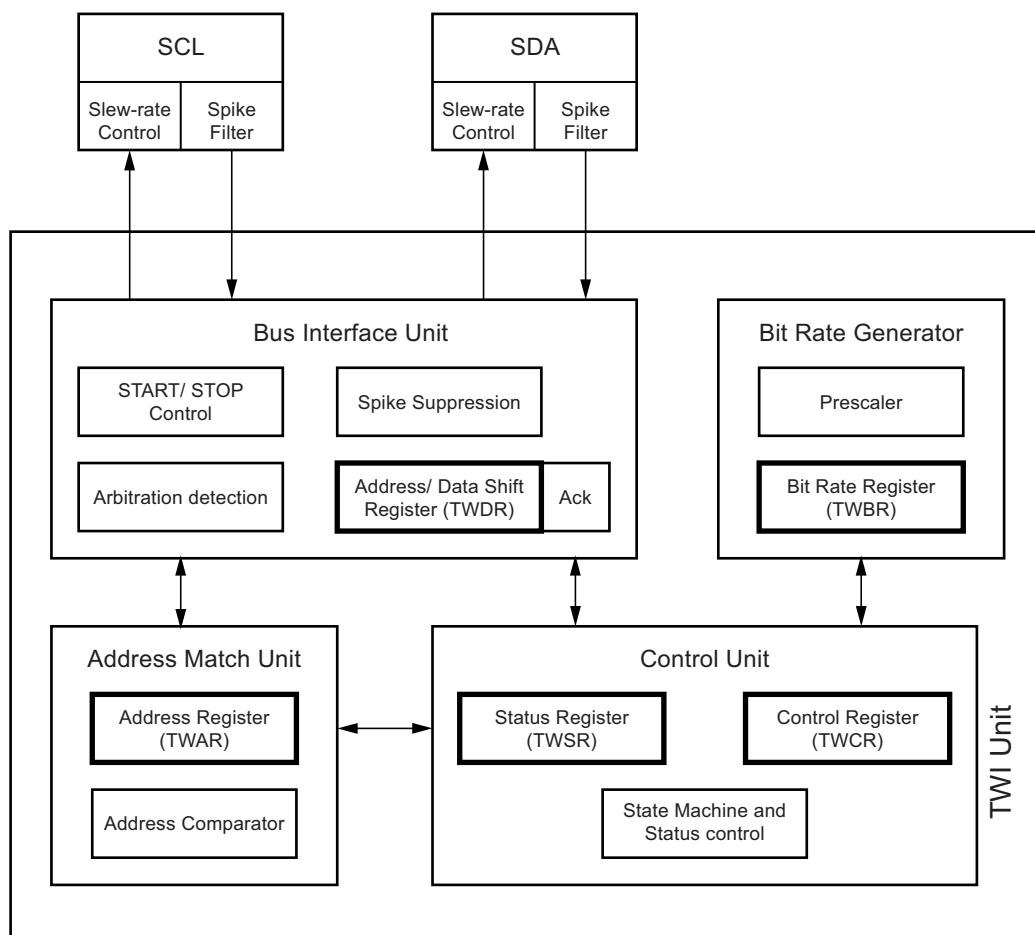 SCL
SDA
Slew-rate
Control
Spike
Filter
Slew-rate
Control
Spike
Filter
Bus Interface Unit
START/ STOP
Control
Spike Suppression
Arbitration detection
Address/ Data Shift
Register (TWDR)
Ack
Bit Rate Generator
Prescaler
Bit Rate Register
(TWBR)
Address Match Unit
Address Register
(TWAR)
Address Comparator
Control Unit
Status Register
(TWSR)
Control Register
(TWCR)
State Machine and
Status control
TWI Unit